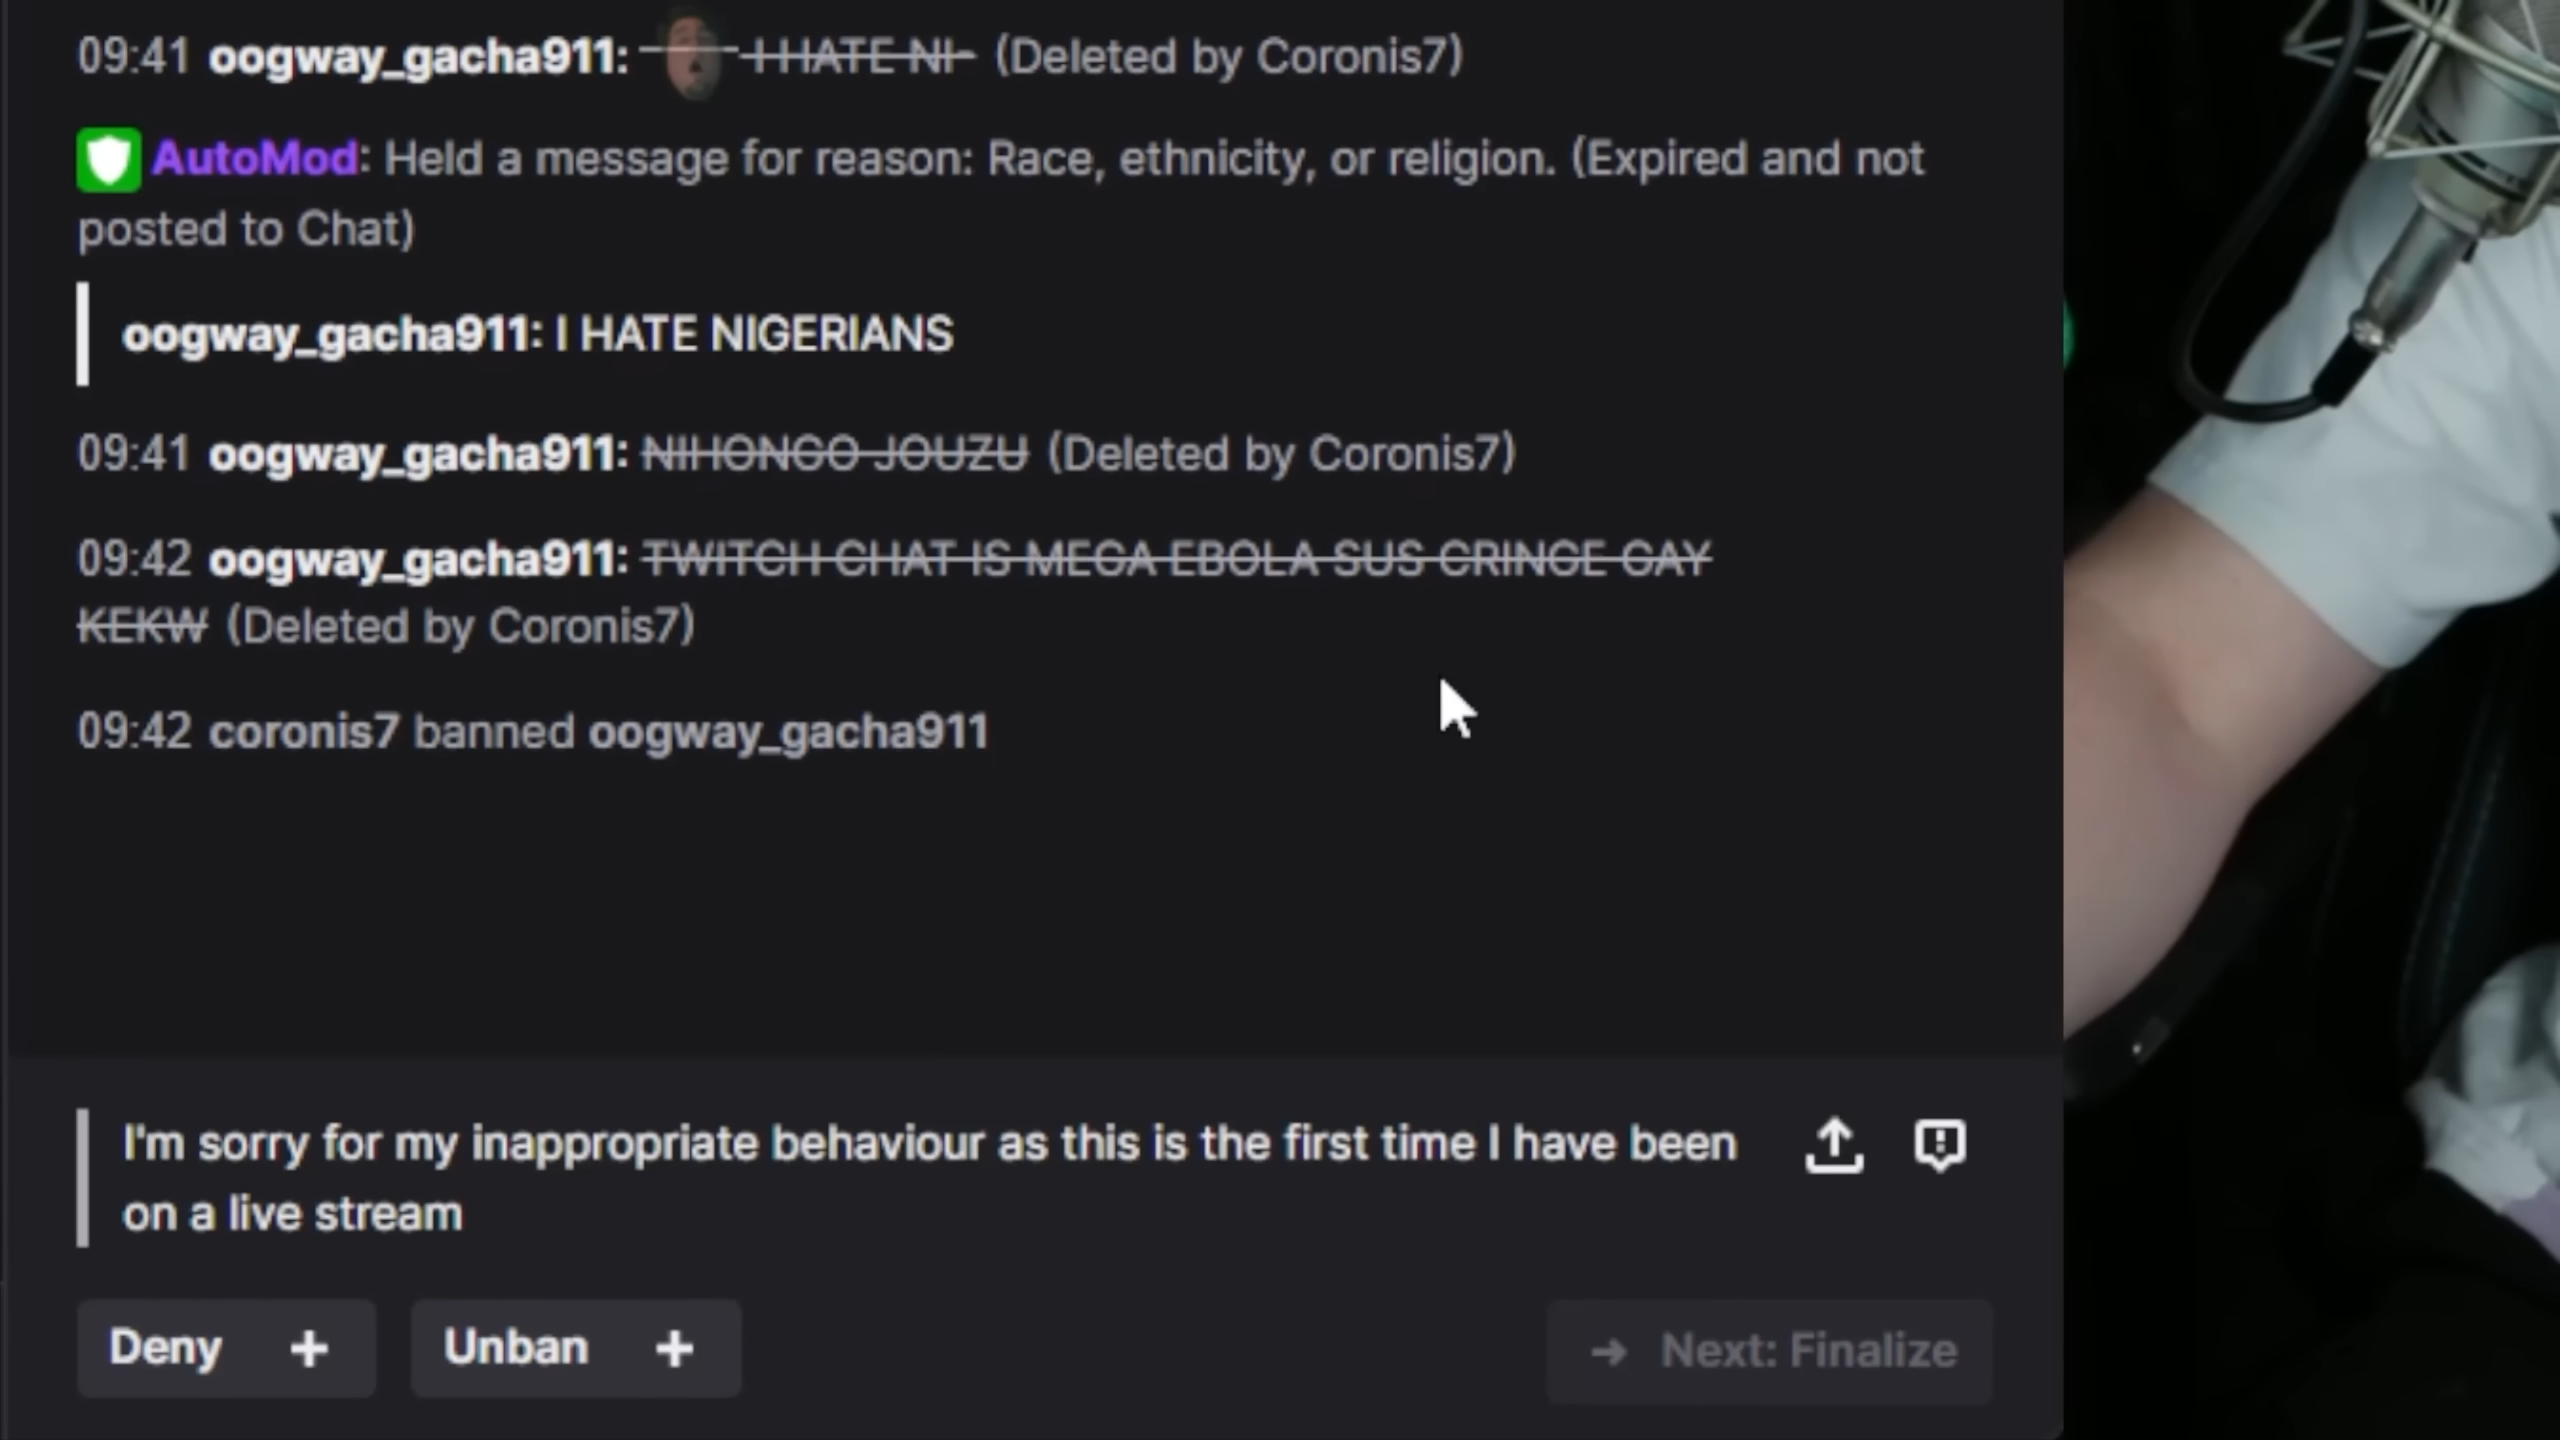 09:41 oogway_gacha911: I HATE NI- (Deleted by Coronis7)
AutoMod: Held a message for reason: Race, ethnicity, or religion. (Expired and not
posted to Chat)
oogway_gacha911: I HATE NIGERIANS
09:41 oogway_gacha911: NIHONGO JOUZU (Deleted by Coronis7)
09:42 oogway_gacha911: TWITCH CHAT IS MEGA EBOLA SUS CRINGE GAY
KEKW (Deleted by Coronis7)
09:42 coronis7 banned oogway_gacha911
I'm sorry for my inappropriate behaviour as this is the first time I have been
on a live stream
Deny + Unban + → Next: Finalize